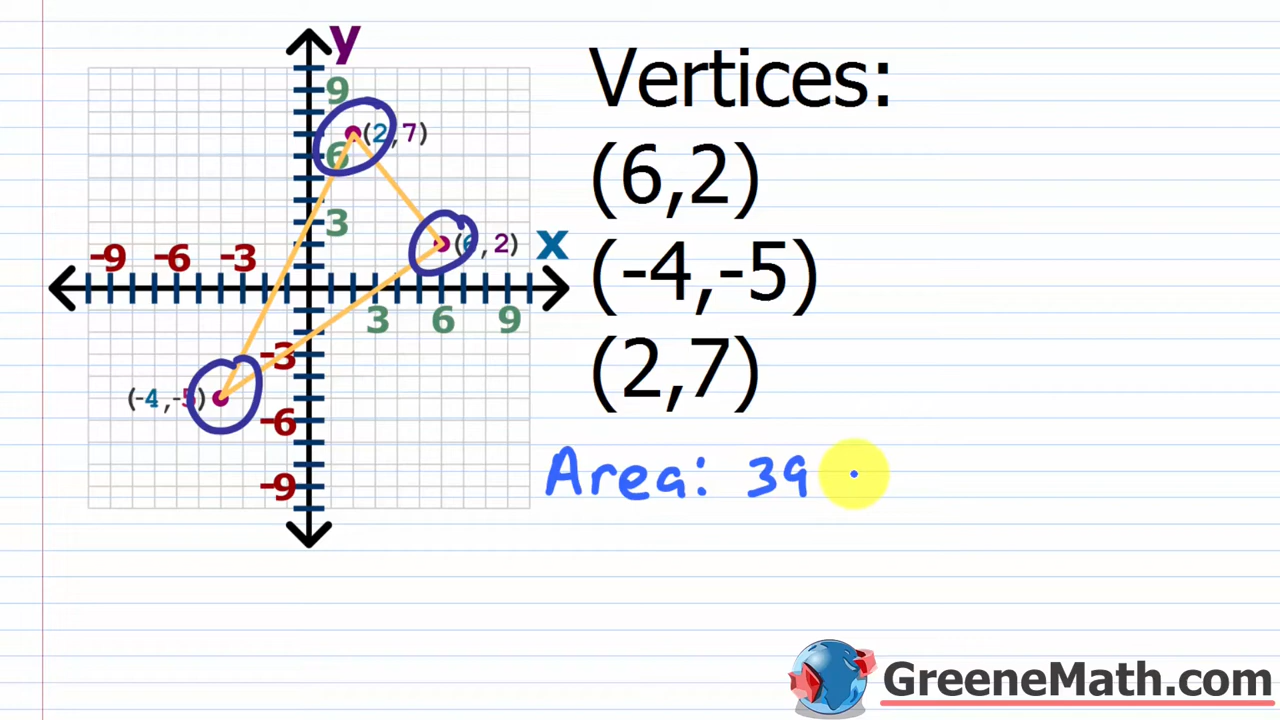 y
9
(2,7)
6
3
(6,2)
x
-9 -6 -3
3 6 9
-3
(-4,-5)
-6
-9
Vertices:
(6,2)
(-4,-5)
(2,7)
Area: 39
GreeneMath.com